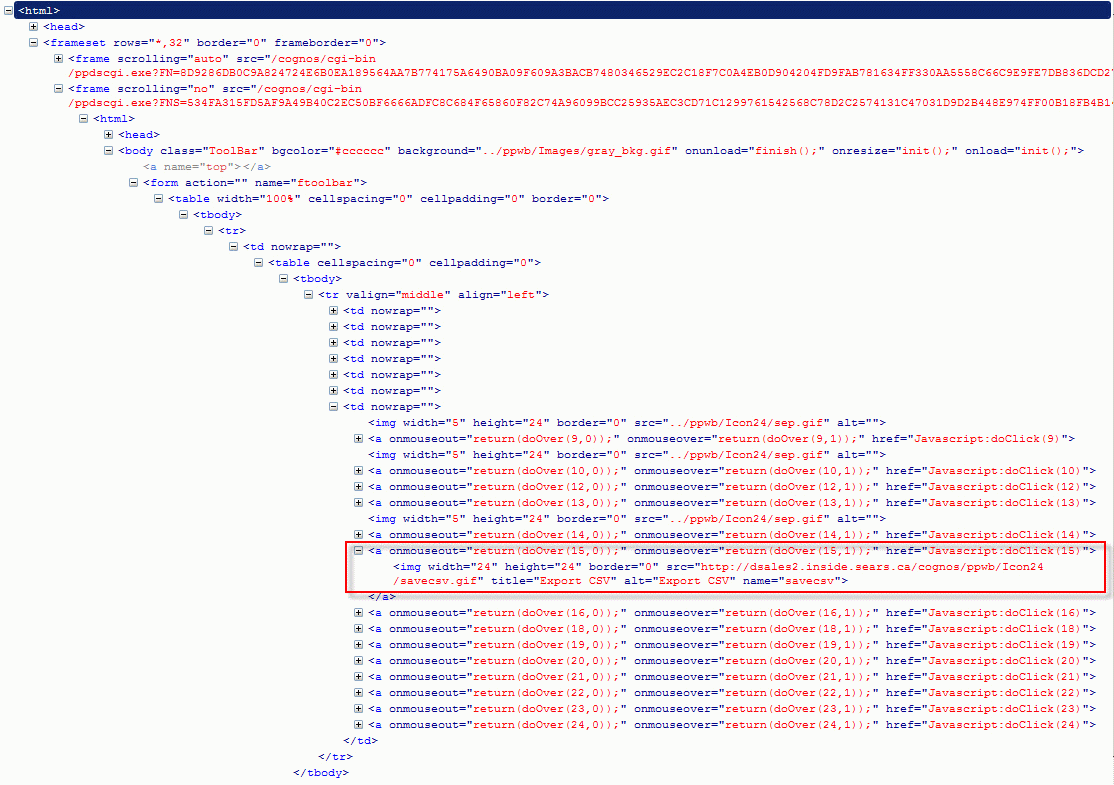 <html>
<head>
<frameset rows="*,32" border="0" frameborder="0">
<frame scrolling="auto" src="/cognos/cgi-bin
/ppdscgi.exe?FN=8D9286DB0C9A824724E6B0EA189564AA7B774175A6490BA09F609A3BACB7480346529EC2C18F7C0A4EB0D904204FD9FAB781634FF330AA5558C66C9E9FE7DB836DCD2
<frame scrolling="no" src="/cognos/cgi-bin
/ppdscgi.exe?FNS=534FA315FD5AF9A49B40C2EC50BF6666ADFC8C684F65860F82C74A96099BCC25935AEC3CD71C1299761542568C78D2C2574131C47031D9D2B448E974FF00B18FB4B1
<html>
<head>
<body class="ToolBar" bgcolor="#cccccc" background="../ppwb/Images/gray_bkg.gif" onunload="finish();" onresize="init();" onload="init();">
<a name="top"></a>
<form action="" name="ftoolbar">
<table width="100%" cellspacing="0" cellpadding="0" border="0">
<tbody>
<tr>
<td nowrap="">
<table cellspacing="0" cellpadding="0">
<tbody>
<tr valign="middle" align="left">
<td nowrap="">
<td nowrap="">
<td nowrap="">
<td nowrap="">
<td nowrap="">
<td nowrap="">
<td nowrap="">
<img width="5" height="24" border="0" src="../ppwb/Icon24/sep.gif" alt="">
<a onmouseout="return(doOver(9,0));" onmouseover="return(doOver(9,1));" href="Javascript:doClick(9)">
<img width="5" height="24" border="0" src="../ppwb/Icon24/sep.gif" alt="">
<a onmouseout="return(doOver(10,0));" onmouseover="return(doOver(10,1));" href="Javascript:doClick(10)">
<a onmouseout="return(doOver(12,0));" onmouseover="return(doOver(12,1));" href="Javascript:doClick(12)">
<a onmouseout="return(doOver(13,0));" onmouseover="return(doOver(13,1));" href="Javascript:doClick(13)">
<img width="5" height="24" border="0" src="../ppwb/Icon24/sep.gif" alt="">
<a onmouseout="return(doOver(14,0));" onmouseover="return(doOver(14,1));" href="Javascript:doClick(14)">
<a onmouseout="return(doOver(15,0));" onmouseover="return(doOver(15,1));" href="Javascript:doClick(15)">
<img width="24" height="24" border="0" src="http://dsales2.inside.sears.ca/cognos/ppwb/Icon24
/savecsv.gif" title="Export CSV" alt="Export CSV" name="savecsv">
</a>
<a onmouseout="return(doOver(16,0));" onmouseover="return(doOver(16,1));" href="Javascript:doClick(16)">
<a onmouseout="return(doOver(18,0));" onmouseover="return(doOver(18,1));" href="Javascript:doClick(18)">
<a onmouseout="return(doOver(19,0));" onmouseover="return(doOver(19,1));" href="Javascript:doClick(19)">
<a onmouseout="return(doOver(20,0));" onmouseover="return(doOver(20,1));" href="Javascript:doClick(20)">
<a onmouseout="return(doOver(21,0));" onmouseover="return(doOver(21,1));" href="Javascript:doClick(21)">
<a onmouseout="return(doOver(22,0));" onmouseover="return(doOver(22,1));" href="Javascript:doClick(22)">
<a onmouseout="return(doOver(23,0));" onmouseover="return(doOver(23,1));" href="Javascript:doClick(23)">
<a onmouseout="return(doOver(24,0));" onmouseover="return(doOver(24,1));" href="Javascript:doClick(24)">
</td>
</tr>
</tbody>